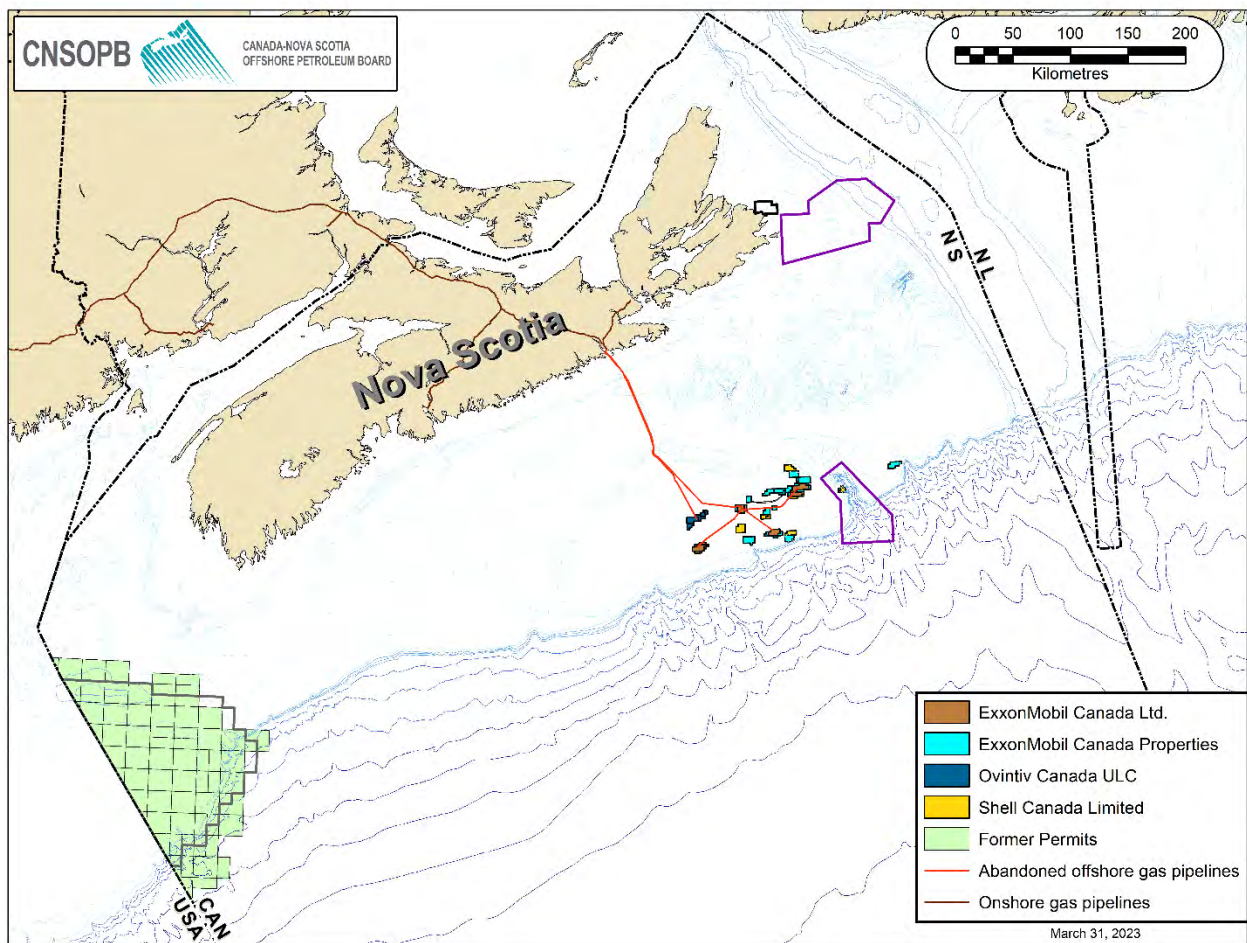 CNSOPB
CANADA-NOVA SCOTIA
OFFSHORE PETROLEUM BOARD
0 50 100 150 200
Kilometres
NS
NL
Nova Scotia
ExxonMobil Canada Ltd.
ExxonMobil Canada Properties
Ovintiv Canada ULC
Shell Canada Limited
Former Permits
Abandoned offshore gas pipelines
Onshore gas pipelines
CAN
USA
March 31, 2023